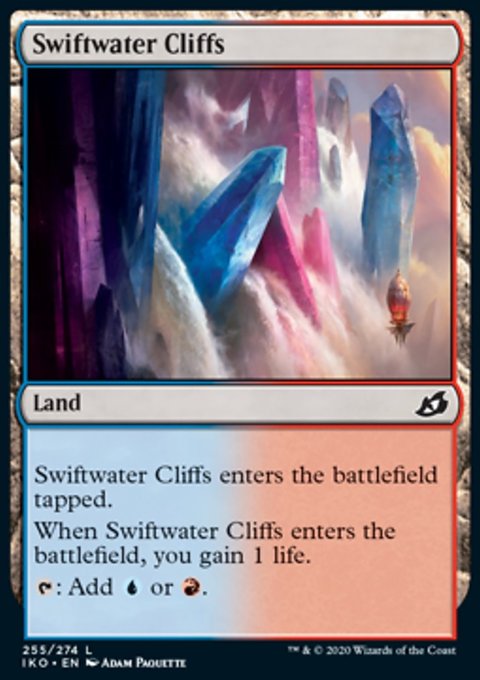 Swiftwater Cliffs
Land
Swiftwater Cliffs enters the battlefield
tapped.
When Swiftwater Cliffs enters the
battlefield, you gain 1 life.
: Add or .
255/274 L
IKO • EN Adam Paquette
™ & © 2020 Wizards of the Coast